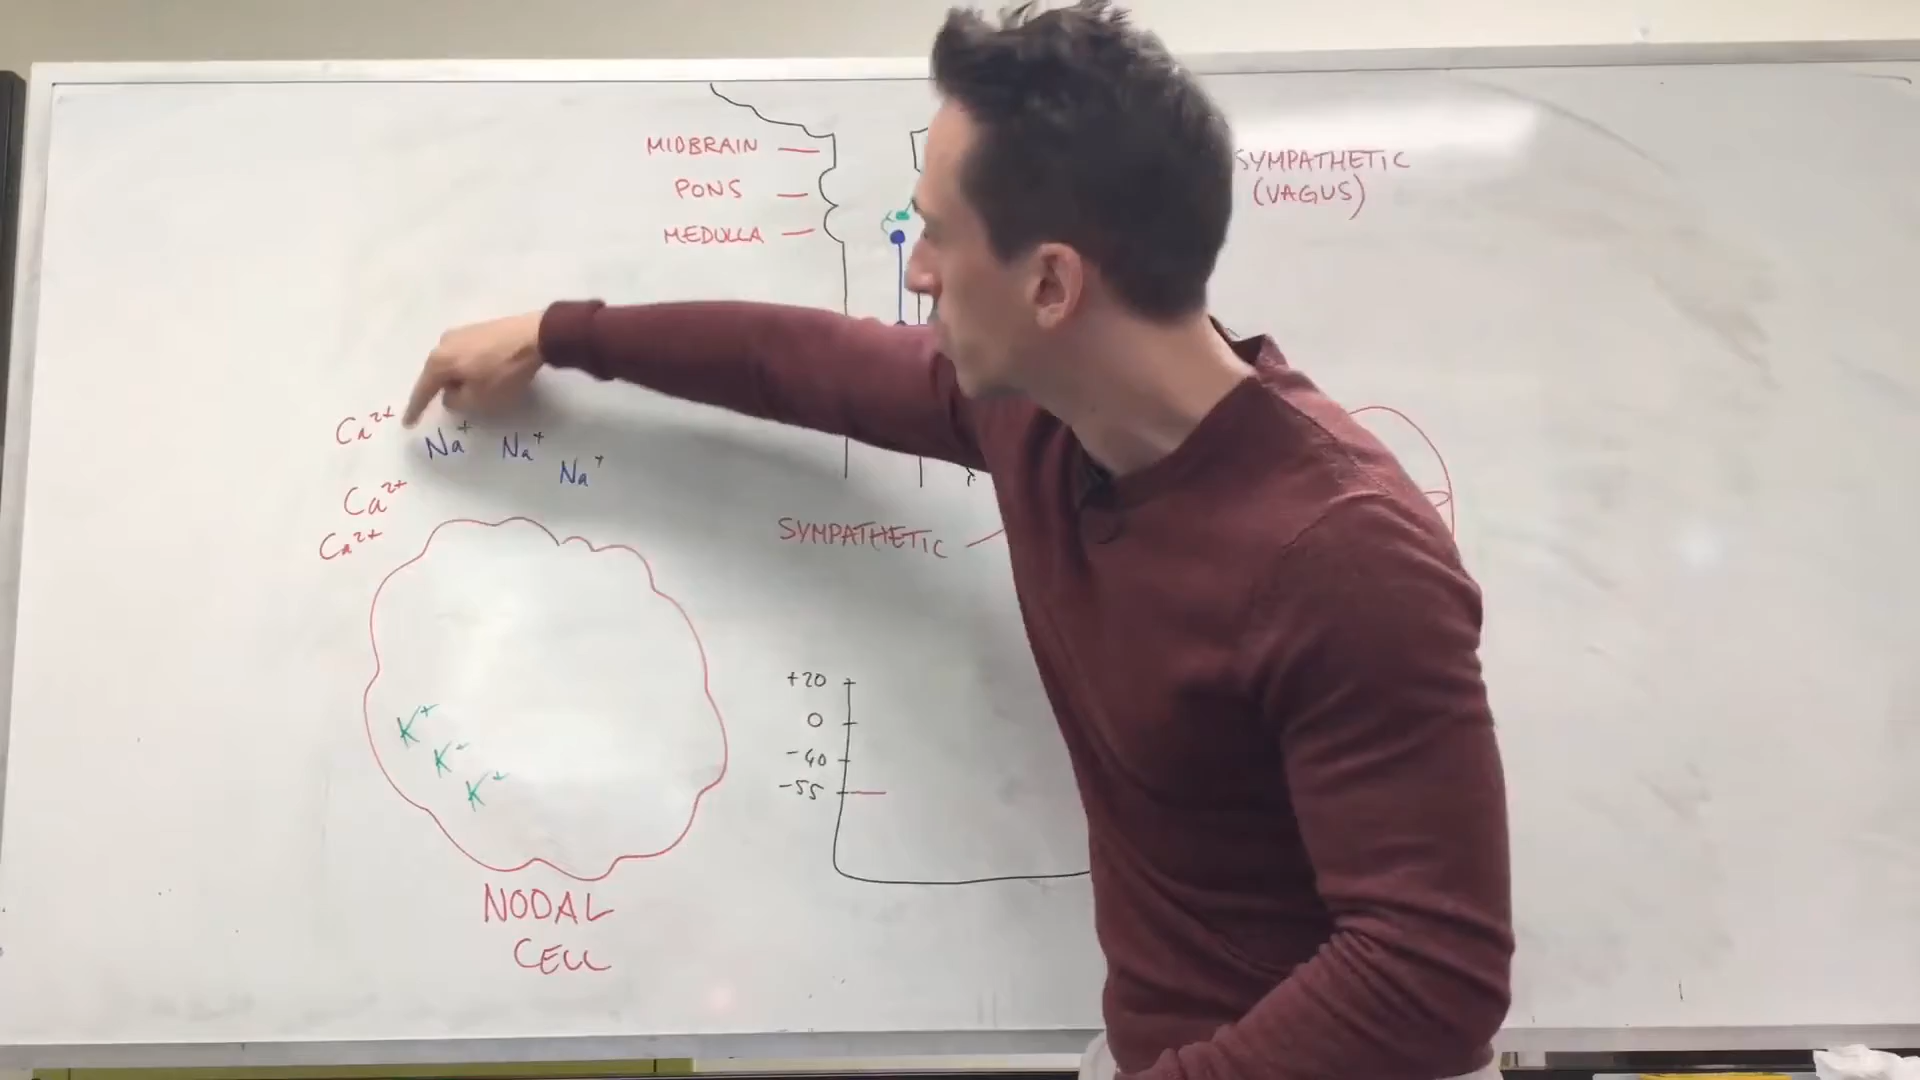 MIDBRAIN
PONS
MEDULLA
SYMPATHETIC
(VAGUS)
Ca²⁺
Na⁺ Na⁺ Na⁺
Ca²⁺
Ca²⁺
SYMPATHETIC
K⁺
K⁺
K⁺
+20
0
-40
-55
NODAL
CELL